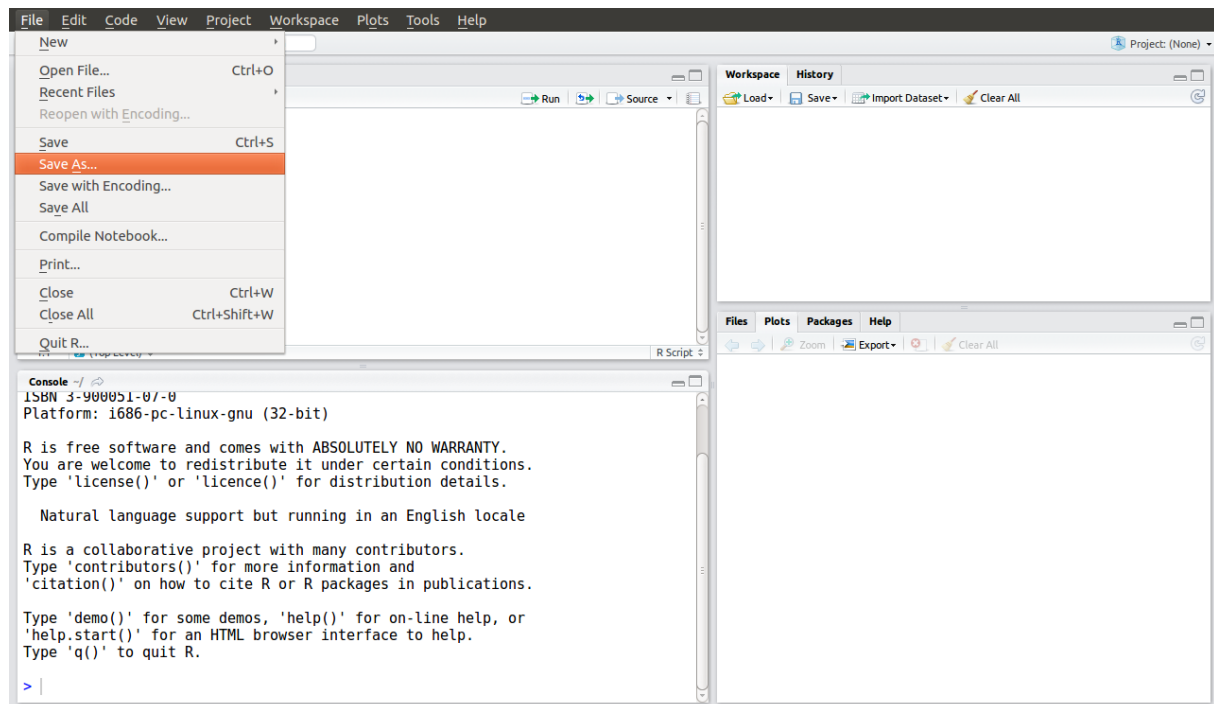 File Edit Code View Project Workspace Plots Tools Help
New
Open File... Ctrl+O
Recent Files
Reopen with Encoding...
Save Ctrl+S
Save As...
Save with Encoding...
Save All
Compile Notebook...
Print...
Close Ctrl+W
Close All Ctrl+Shift+W
Quit R...
Project: (None)
Run Source
(Top Level) R Script
Console ~/
ISBN 3-900051-07-0
Platform: i686-pc-linux-gnu (32-bit)
R is free software and comes with ABSOLUTELY NO WARRANTY.
You are welcome to redistribute it under certain conditions.
Type 'license()' or 'licence()' for distribution details.
Natural language support but running in an English locale
R is a collaborative project with many contributors.
Type 'contributors()' for more information and
'citation()' on how to cite R or R packages in publications.
Type 'demo()' for some demos, 'help()' for on-line help, or
'help.start()' for an HTML browser interface to help.
Type 'q()' to quit R.
>
Workspace History
Load Save Import Dataset Clear All
Files Plots Packages Help
Zoom Export Clear All